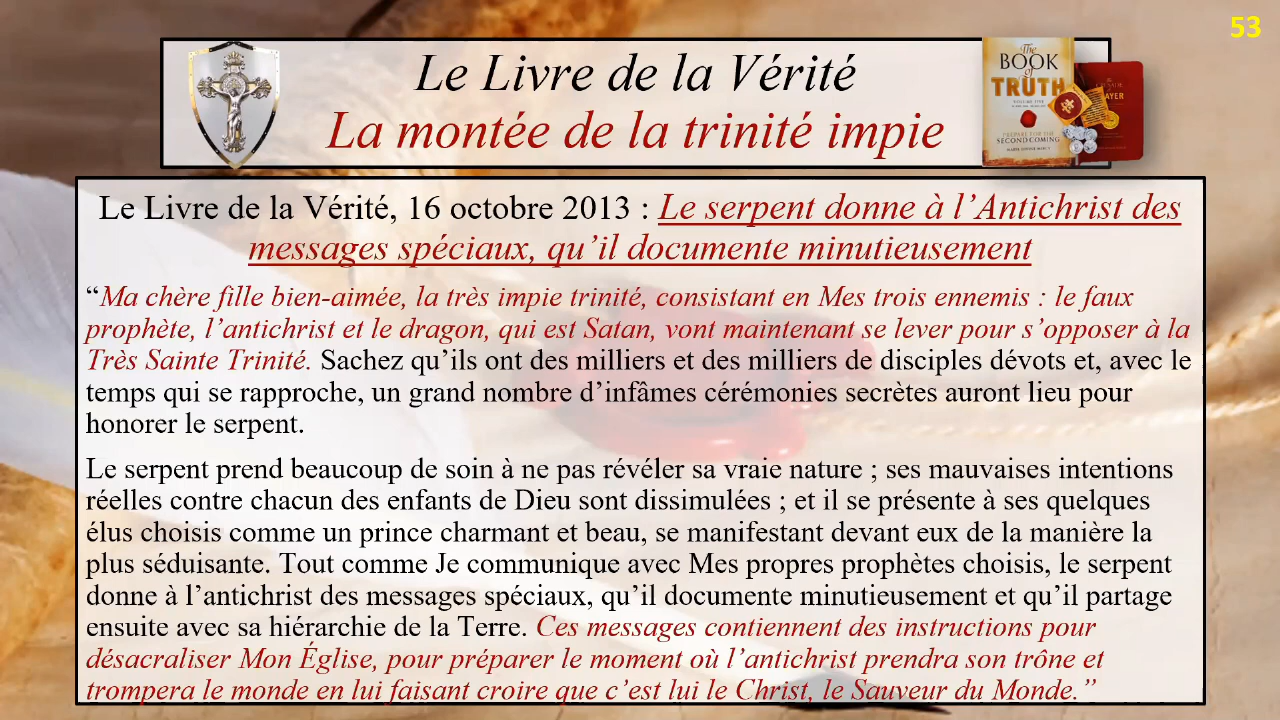 53
Le Livre de la Vérité
La montée de la trinité impie
The
BOOK
of
TRUTH
VOLUME ONE
PREPARE FOR THE
SECOND COMING
Le Livre de la Vérité, 16 octobre 2013 : Le serpent donne à l’Antichrist des
messages spéciaux, qu’il documente minutieusement
“Ma chère fille bien-aimée, la très impie trinité, consistant en Mes trois ennemis : le faux
prophète, l’antichrist et le dragon, qui est Satan, vont maintenant se lever pour s’opposer à la
Très Sainte Trinité. Sachez qu’ils ont des milliers et des milliers de disciples dévots et, avec le
temps qui se rapproche, un grand nombre d’infâmes cérémonies secrètes auront lieu pour
honorer le serpent.
Le serpent prend beaucoup de soin à ne pas révéler sa vraie nature ; ses mauvaises intentions
réelles contre chacun des enfants de Dieu sont dissimulées ; et il se présente à ses quelques
élus choisis comme un prince charmant et beau, se manifestant devant eux de la manière la
plus séduisante. Tout comme Je communique avec Mes propres prophètes choisis, le serpent
donne à l’antichrist des messages spéciaux, qu’il documente minutieusement et qu’il partage
ensuite avec sa hiérarchie de la Terre. Ces messages contiennent des instructions pour
désacraliser Mon Église, pour préparer le moment où l’antichrist prendra son trône et
trompera le monde en lui faisant croire que c’est lui le Christ, le Sauveur du Monde.”